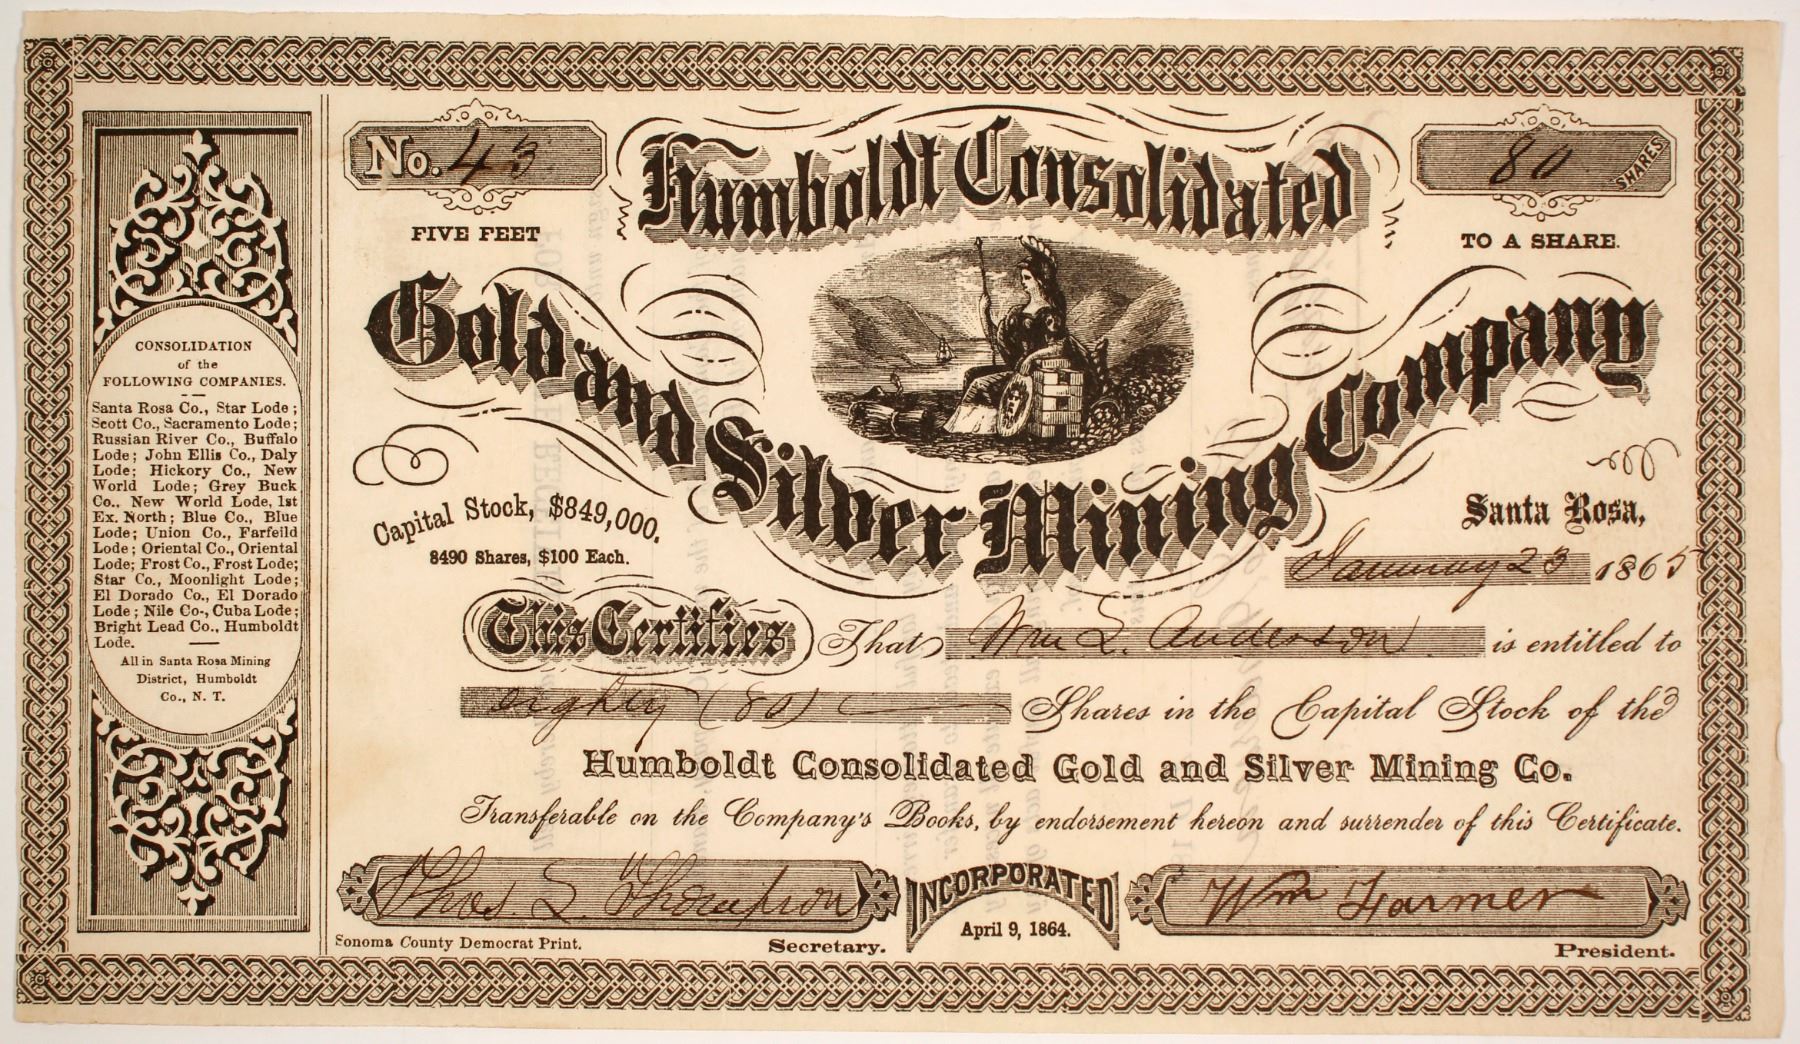 No. 43
FIVE FEET
Humboldt Consolidated
Gold and Silver Mining Company
80 SHARES
TO A SHARE.
CONSOLIDATION
of the
FOLLOWING COMPANIES.
Santa Rosa Co., Star Lode;
Scott Co., Sacramento Lode;
Russian River Co., Buffalo
Lode; John Ellis Co., Daly
Lode; Hickory Co., New
World Lode; Grey Buck
Co., New World Lode, 1st
Ex. North; Blue Co., Blue
Lode; Union Co., Farfeild
Lode; Oriental Co., Oriental
Lode; Frost Co., Frost Lode;
Star Co., Moonlight Lode;
El Dorado Co., El Dorado
Lode; Nile Co-, Cuba Lode;
Bright Lead Co., Humboldt
Lode.
All in Santa Rosa Mining
District, Humboldt
Co., N. T.
Capital Stock, $849,000.
8490 Shares, $100 Each.
Santa Rosa,
January 23 1865
This Certifies That Wm L. Anderson is entitled to
eighty (80) Shares in the Capital Stock of the
Humboldt Consolidated Gold and Silver Mining Co.
Transferable on the Company's Books, by endorsement hereon and surrender of this Certificate.
Thos. L. Thompson
Secretary.
INCORPORATED
April 9, 1864.
Wm Farmer
President.
Sonoma County Democrat Print.